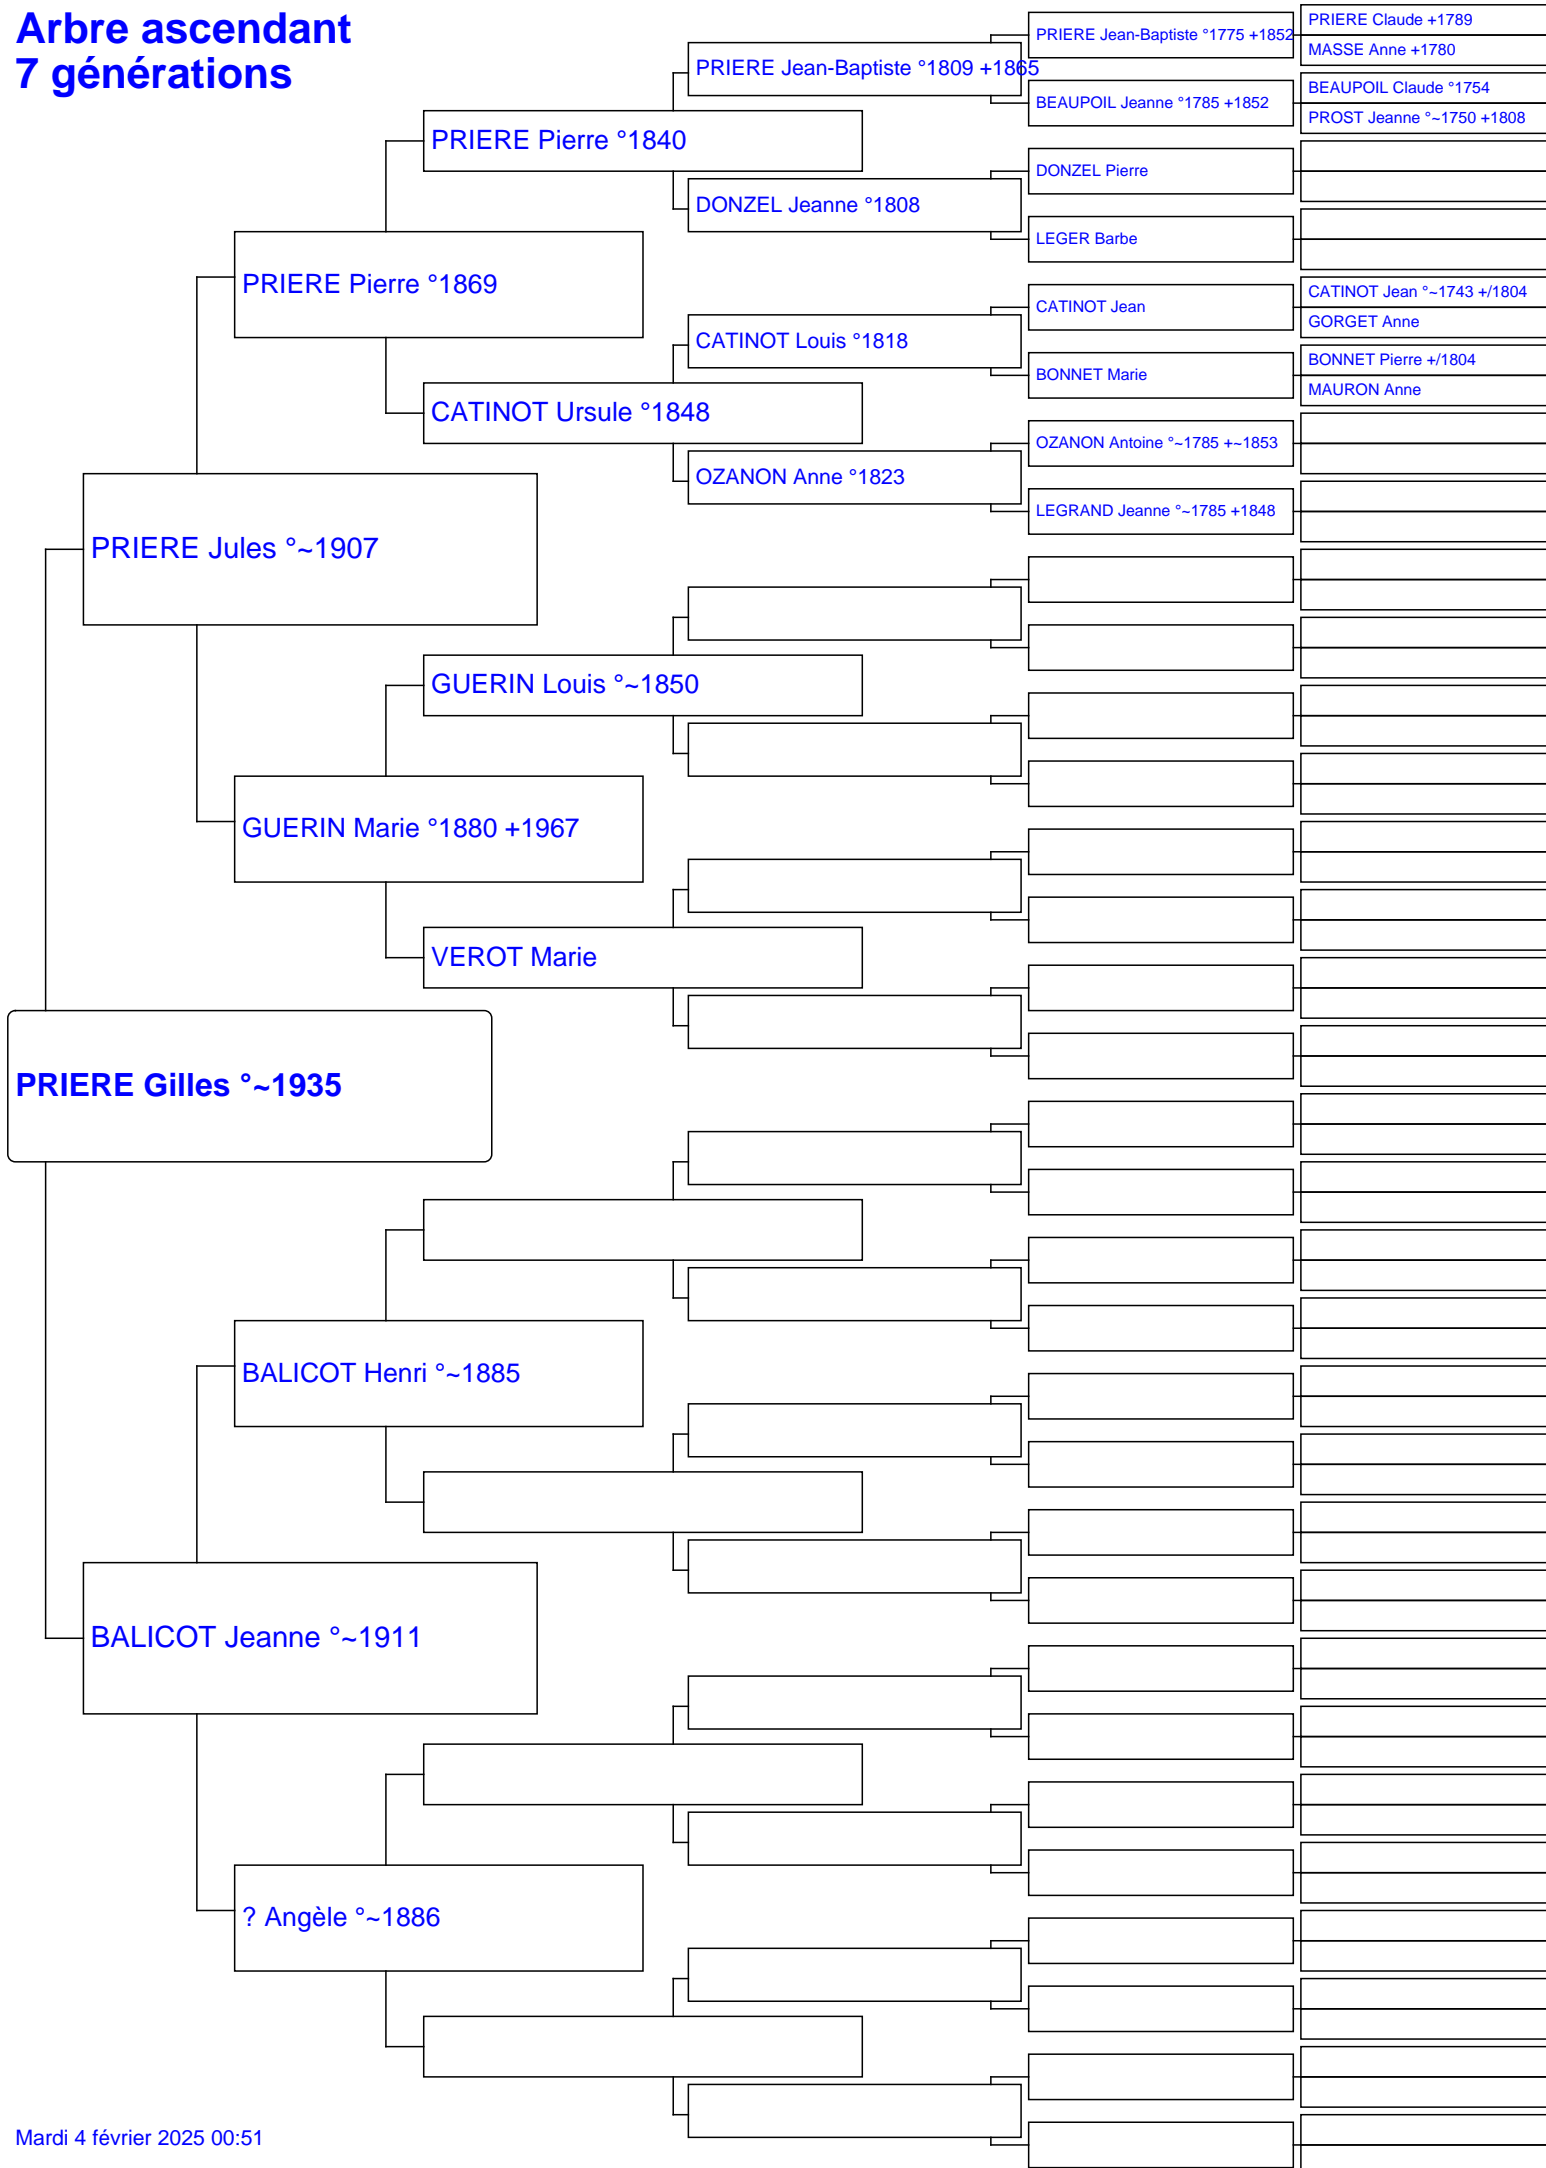 Arbre ascendant
7 générations
PRIERE Gilles °~1935
PRIERE Jules °~1907
BALICOT Jeanne °~1911
PRIERE Pierre °1869
GUERIN Marie °1880 +1967
BALICOT Henri °~1885
? Angèle °~1886
PRIERE Pierre °1840
CATINOT Ursule °1848
GUERIN Louis °~1850
VEROT Marie
PRIERE Jean-Baptiste °1809 +1865
DONZEL Jeanne °1808
CATINOT Louis °1818
OZANON Anne °1823
PRIERE Jean-Baptiste °1775 +1852
BEAUPOIL Jeanne °1785 +1852
DONZEL Pierre
LEGER Barbe
CATINOT Jean
BONNET Marie
OZANON Antoine °~1785 +~1853
LEGRAND Jeanne °~1785 +1848
PRIERE Claude +1789
MASSE Anne +1780
BEAUPOIL Claude °1754
PROST Jeanne °~1750 +1808
CATINOT Jean °~1743 +/1804
GORGET Anne
BONNET Pierre +/1804
MAURON Anne
Mardi 4 février 2025 00:51